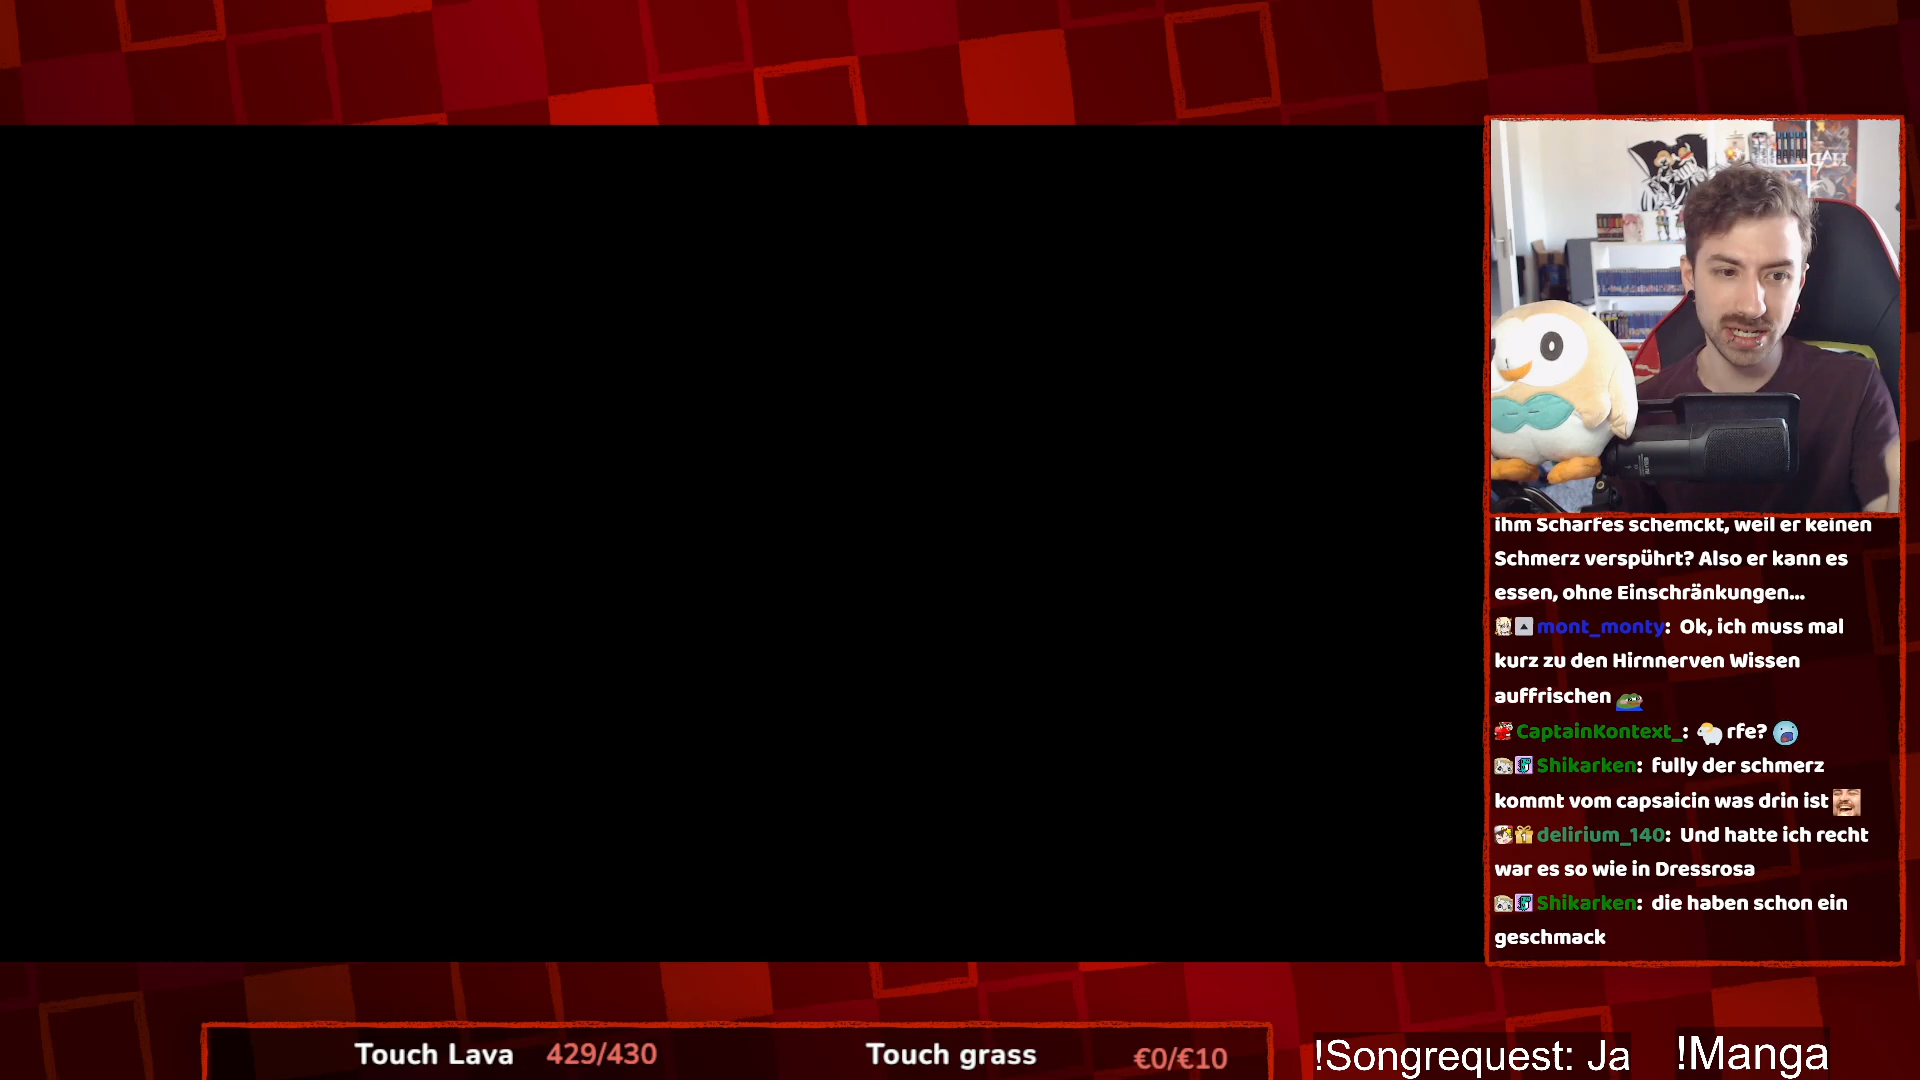 ihm Scharfes schemckt, weil er keinen
Schmerz verspührt? Also er kann es
essen, ohne Einschränkungen...
mont_monty: Ok, ich muss mal
kurz zu den Hirnnerven Wissen
auffrischen
CaptainKontext_: rfe?
Shikarken: fully der schmerz
kommt vom capsaicin was drin ist
delirium_140: Und hatte ich recht
war es so wie in Dressrosa
Shikarken: die haben schon ein
geschmack
Touch Lava 429/430 Touch grass €0/€10 !Songrequest: Ja !Manga